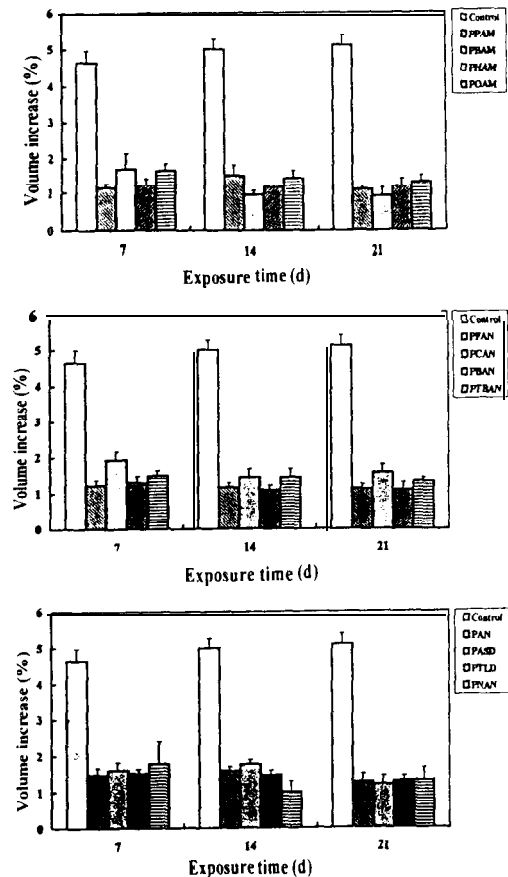 6
5
4
3
2
1
0
Volume increase (%)
7 14 21
Exposure time (d)
Control
PPAM
PBAM
PHAM
POAM
6
5
4
3
2
1
0
Volume increase (%)
7 14 21
Exposure time (d)
Control
PFAN
PCAN
PBAN
PTBAN
6
5
4
3
2
1
0
Volume increase (%)
7 14 21
Exposure time (d)
Control
PAN
PASD
PTLD
PNAN